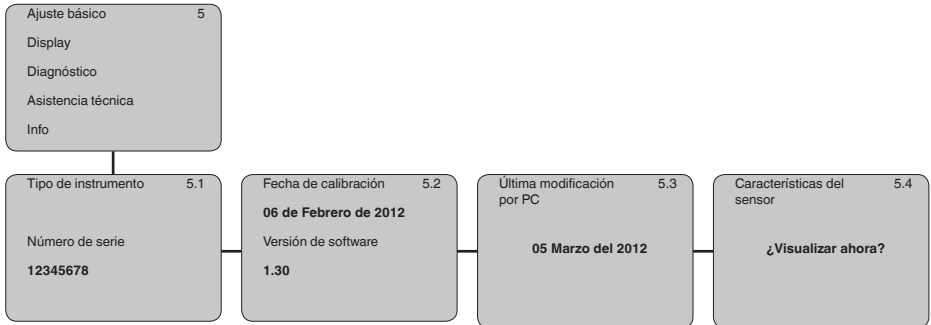 Ajuste básico 5
Display
Diagnóstico
Asistencia técnica
Info
Tipo de instrumento 5.1
Número de serie
12345678
Fecha de calibración 5.2
06 de Febrero de 2012
Versión de software
1.30
Última modificación 5.3
por PC
05 Marzo del 2012
Características del 5.4
sensor
¿Visualizar ahora?